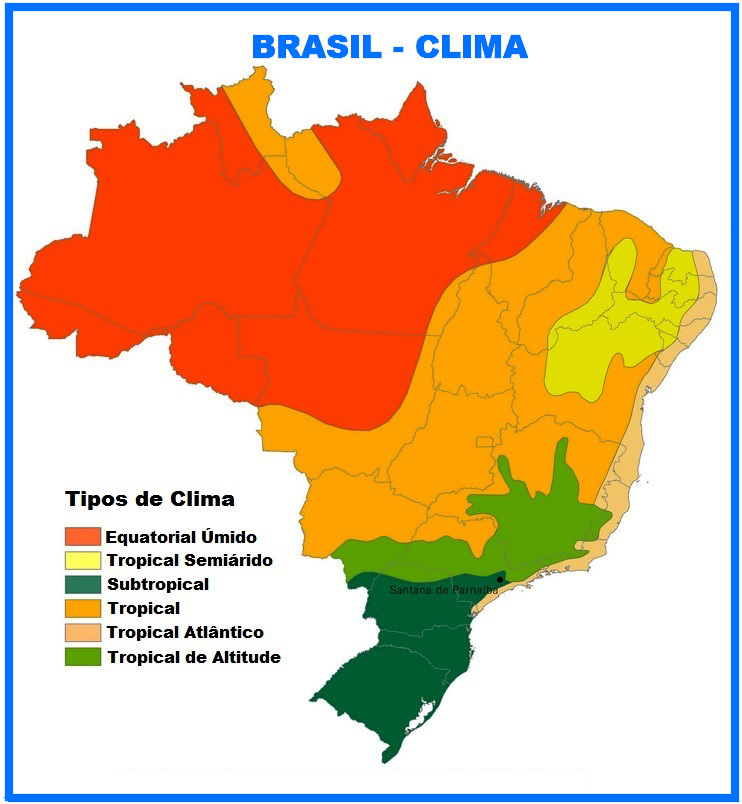 BRASIL - CLIMA
Tipos de Clima
Equatorial Úmido
Tropical Semiárido
Subtropical
Tropical
Tropical Atlântico
Tropical de Altitude
Santana de Parnaíba